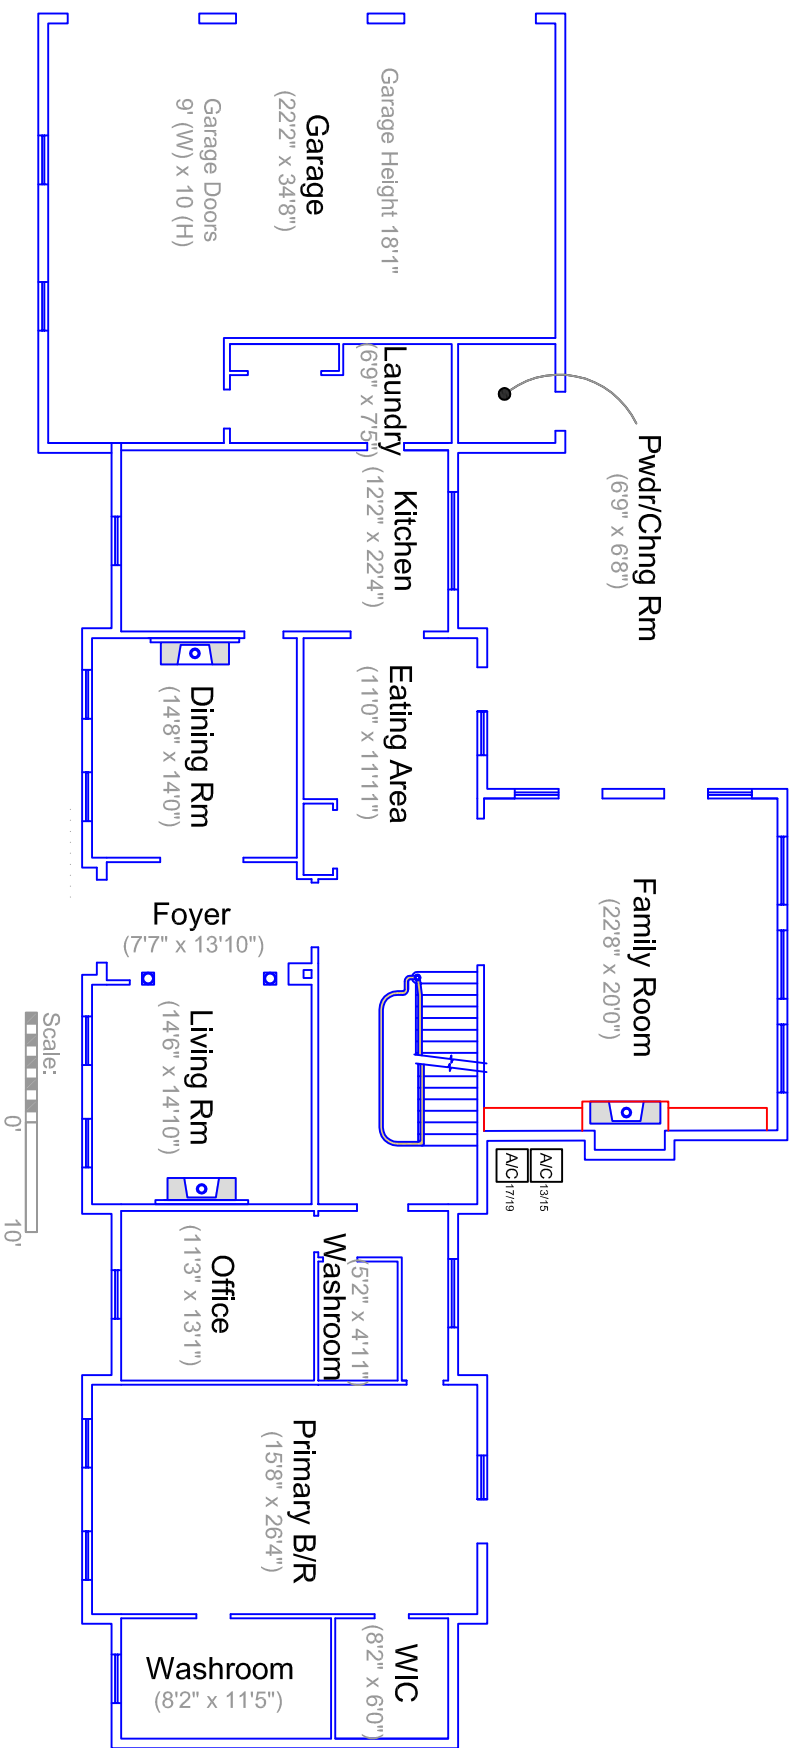 Garage Height 18'1"
Garage
(22'2" x 34'8")
Garage Doors
9' (W) x 10 (H)
Laundry
(6'9" x 7'5")
Pwdr/Chng Rm
(6'9" x 6'8")
Kitchen
(12'2" x 22'4")
Eating Area
(11'0" x 11'11")
Dining Rm
(14'8" x 14'0")
Family Room
(22'8" x 20'0")
Foyer
(7'7" x 13'10")
Living Rm
(14'6" x 14'10")
Scale:
0'
10'
A/C 13/15
A/C 17/19
Washroom
(5'2" x 4'11")
Office
(11'3" x 13'1")
Primary B/R
(15'8" x 26'4")
WIC
(8'2" x 6'0")
Washroom
(8'2" x 11'5")